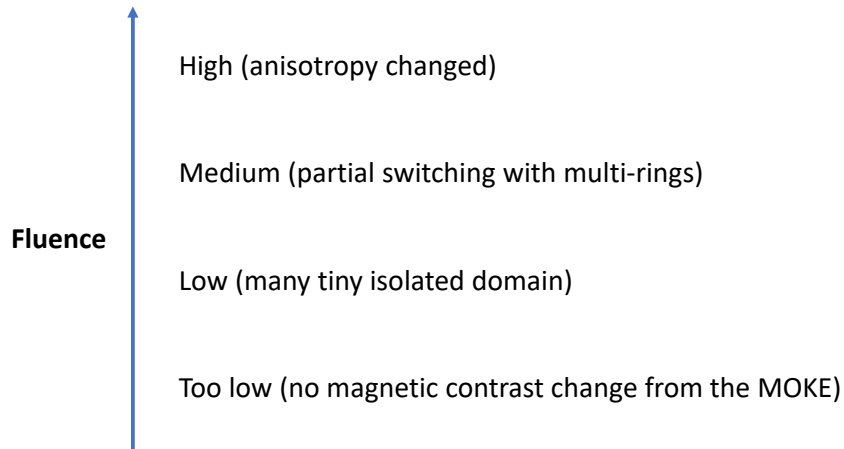 High (anisotropy changed)
Medium (partial switching with multi-rings)
Fluence
Low (many tiny isolated domain)
Too low (no magnetic contrast change from the MOKE)